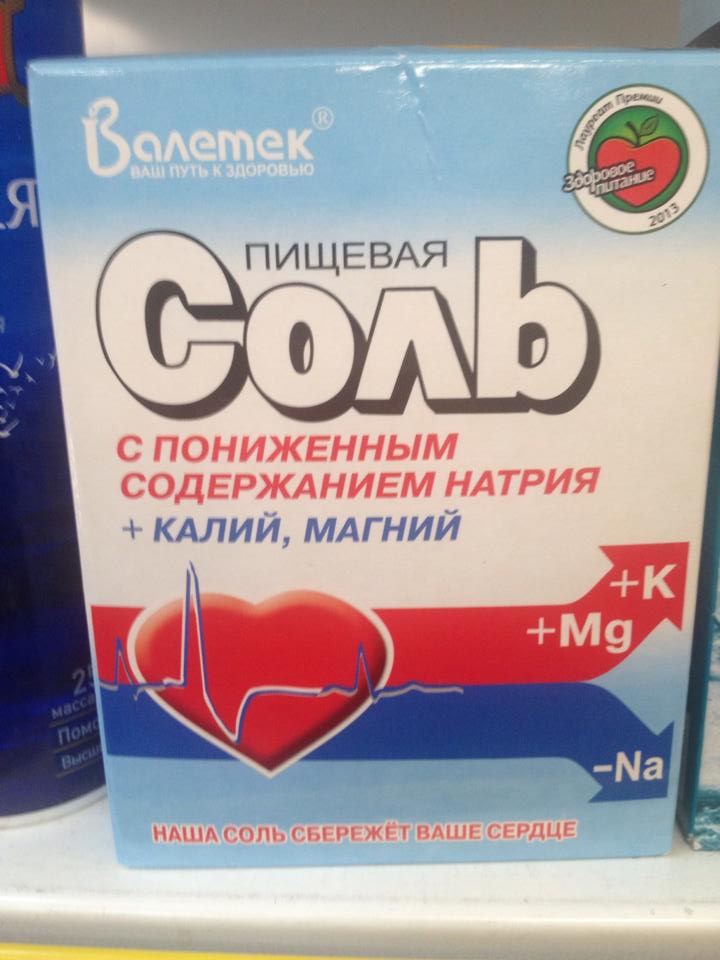 Валетек®
ВАШ ПУТЬ К ЗДОРОВЬЮ
Лауреат Премии
Здоровое
питание
2013
ПИЩЕВАЯ
Соль
С ПОНИЖЕННЫМ
СОДЕРЖАНИЕМ НАТРИЯ
+ КАЛИЙ, МАГНИЙ
+K
+Mg
–Na
НАША СОЛЬ СБЕРЕЖЁТ ВАШЕ СЕРДЦЕ